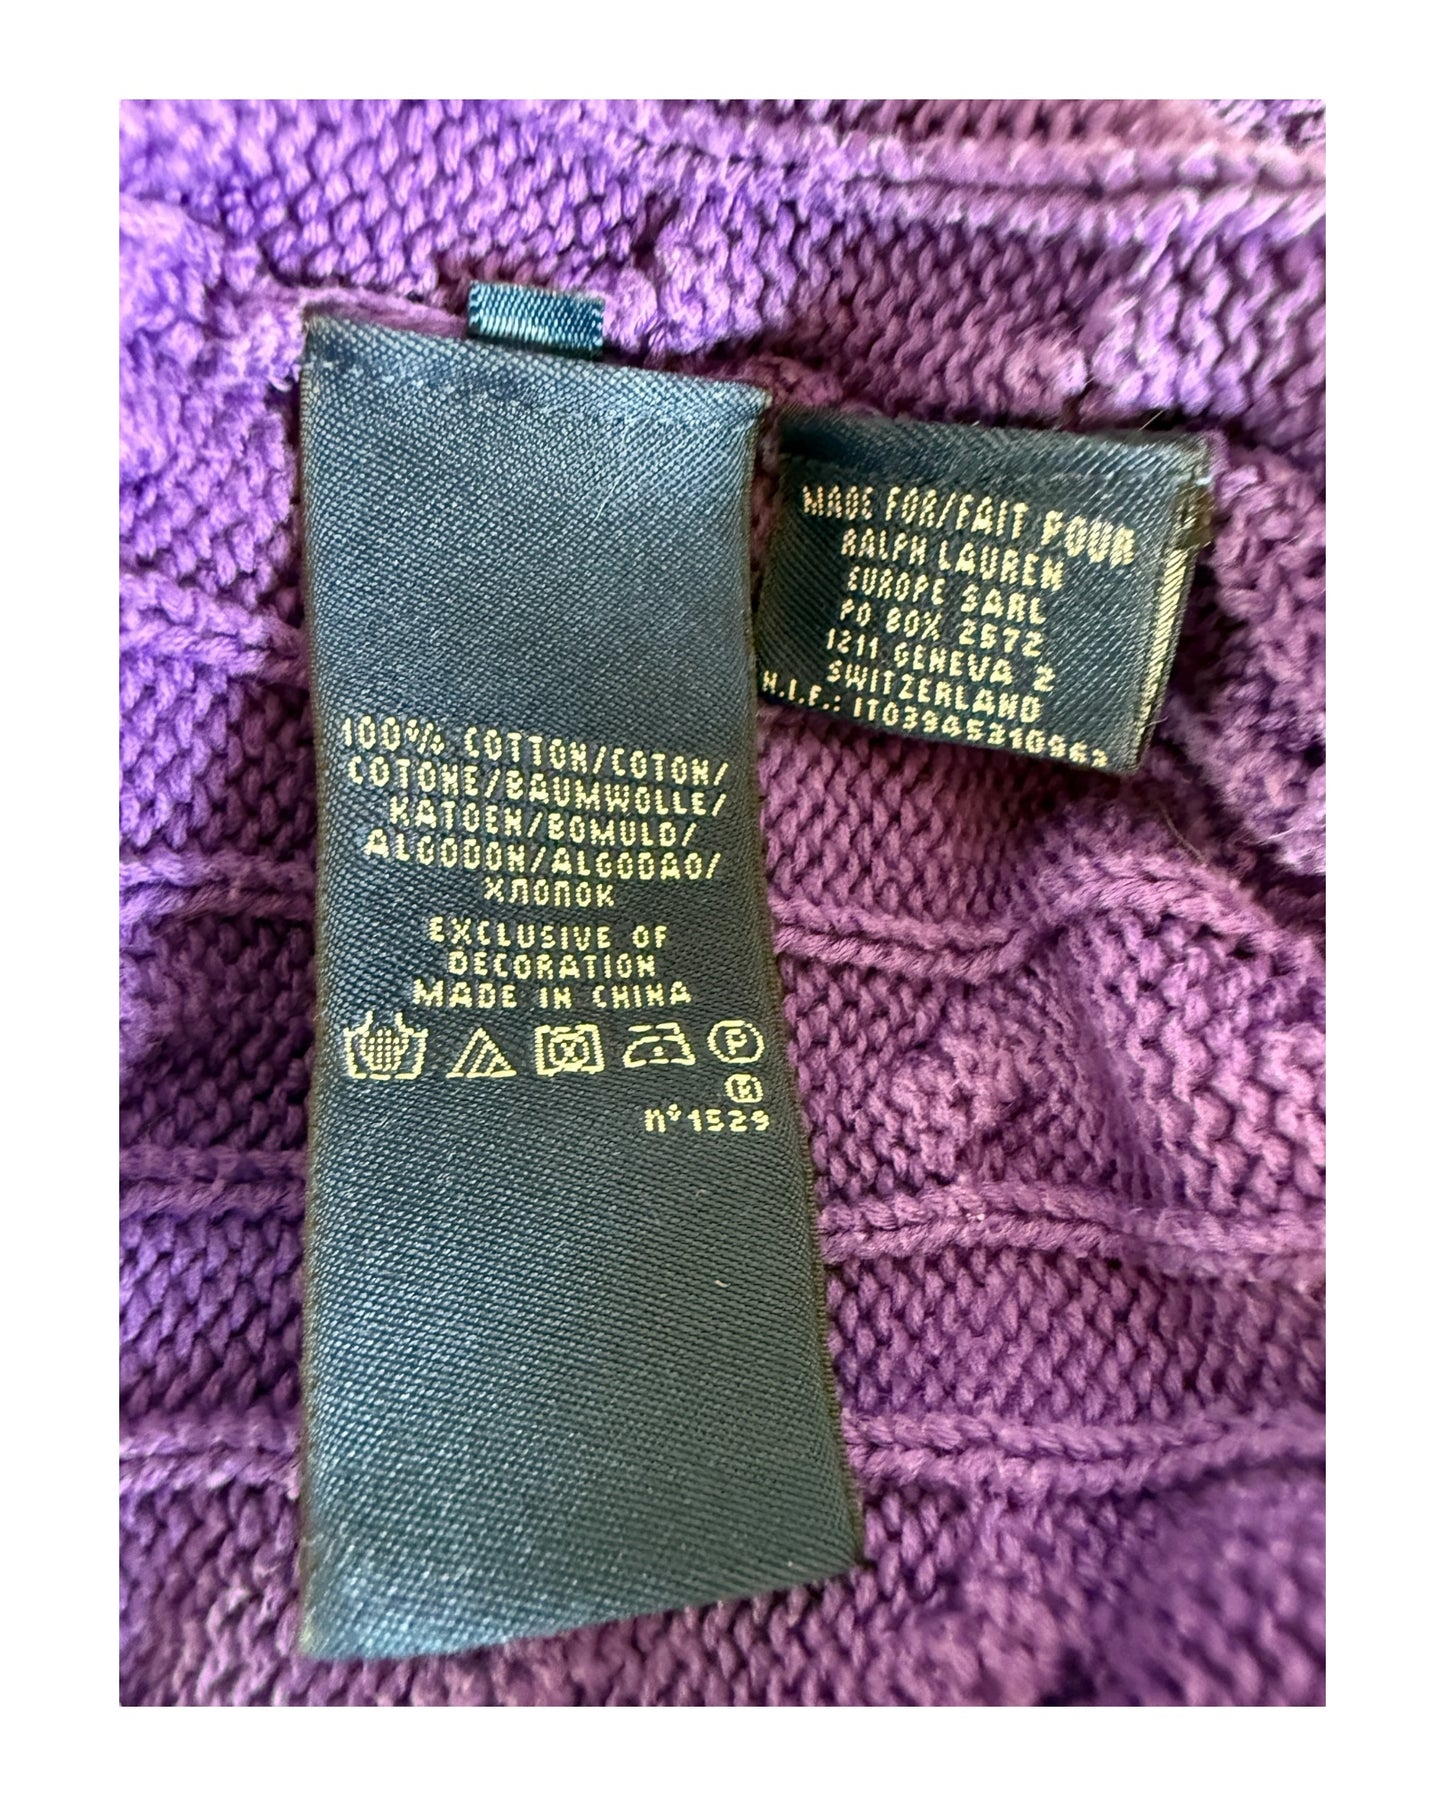 100% COTTON/COTON/
COTONE/BAUMWOLLE/
KATOEN/BOMULD/
ALGODON/ALGODAO/
ХЛОПОК
EXCLUSIVE OF
DECORATION
MADE IN CHINA
P
n°1529
MADE FOR/FAIT POUR
RALPH LAUREN
EUROPE SARL
PO BOX 2572
1211 GENEVA 2
SWITZERLAND
N.I.F.: IT0394531096